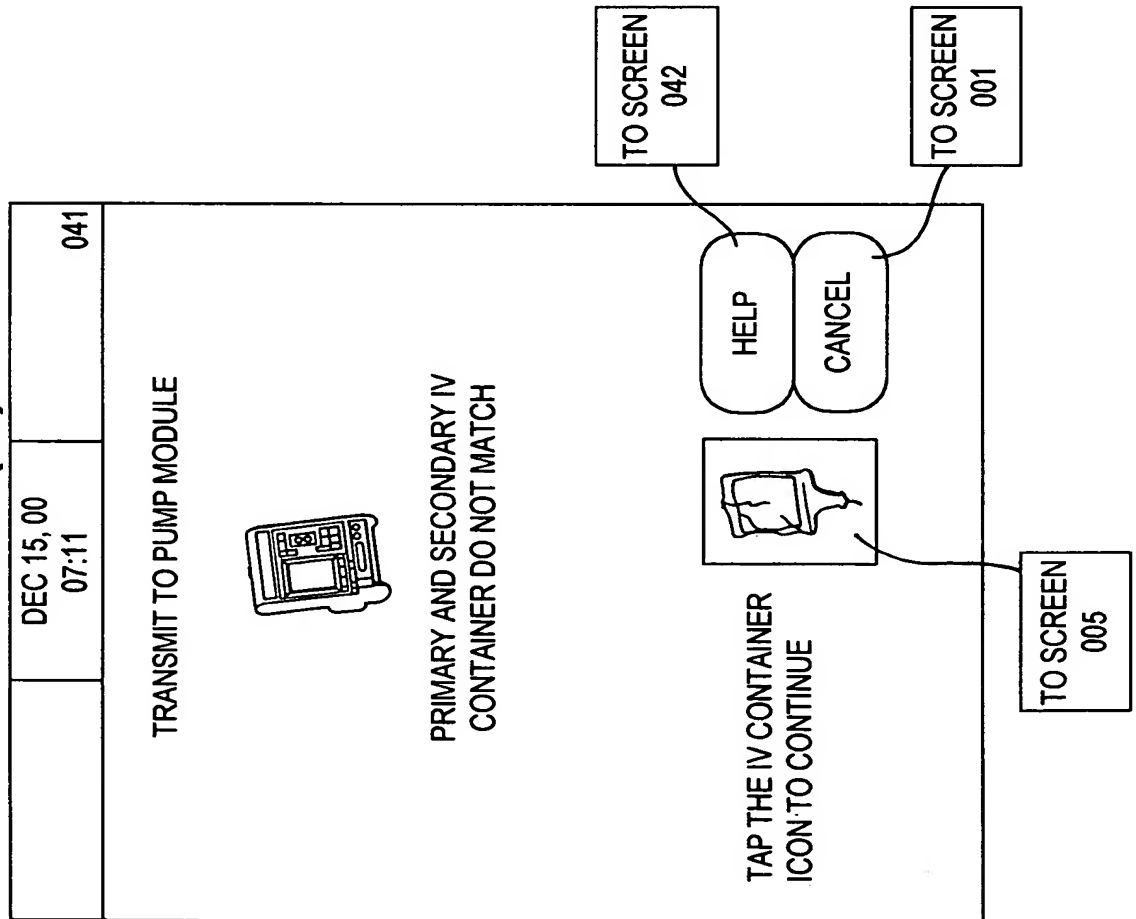 DEC 15, 00
07:11
041
TRANSMIT TO PUMP MODULE
PRIMARY AND SECONDARY IV
CONTAINER DO NOT MATCH
TAP THE IV CONTAINER
ICON TO CONTINUE
HELP
CANCEL
TO SCREEN
005
TO SCREEN
042
TO SCREEN
001